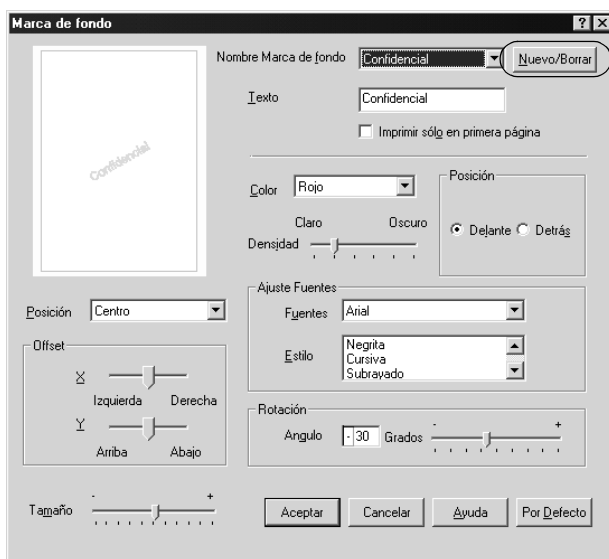 Marca de fondo
Nombre Marca de fondo Confidencial Nuevo/Borrar
Texto Confidencial
Imprimir sólo en primera página
Confidencial
Color Rojo
Posición
Claro Oscuro
Delante Detrás
Densidad
Ajuste Fuentes
Posición Centro
Fuentes Arial
Estilo Negrita
Cursiva
Subrayado
Offset
X
Izquierda Derecha
Y
Arriba Abajo
Rotación
- +
Angulo -30 Grados
Tamaño - +
Aceptar Cancelar Ayuda Por Defecto